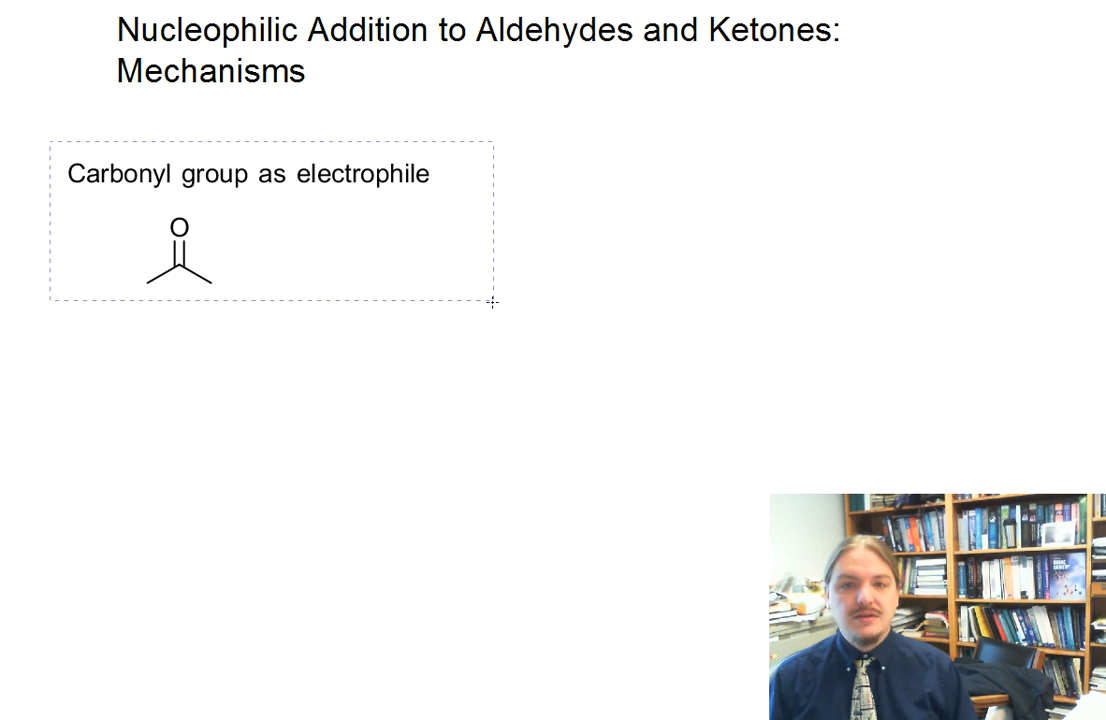 Nucleophilic Addition to Aldehydes and Ketones:
Mechanisms
Carbonyl group as electrophile
O